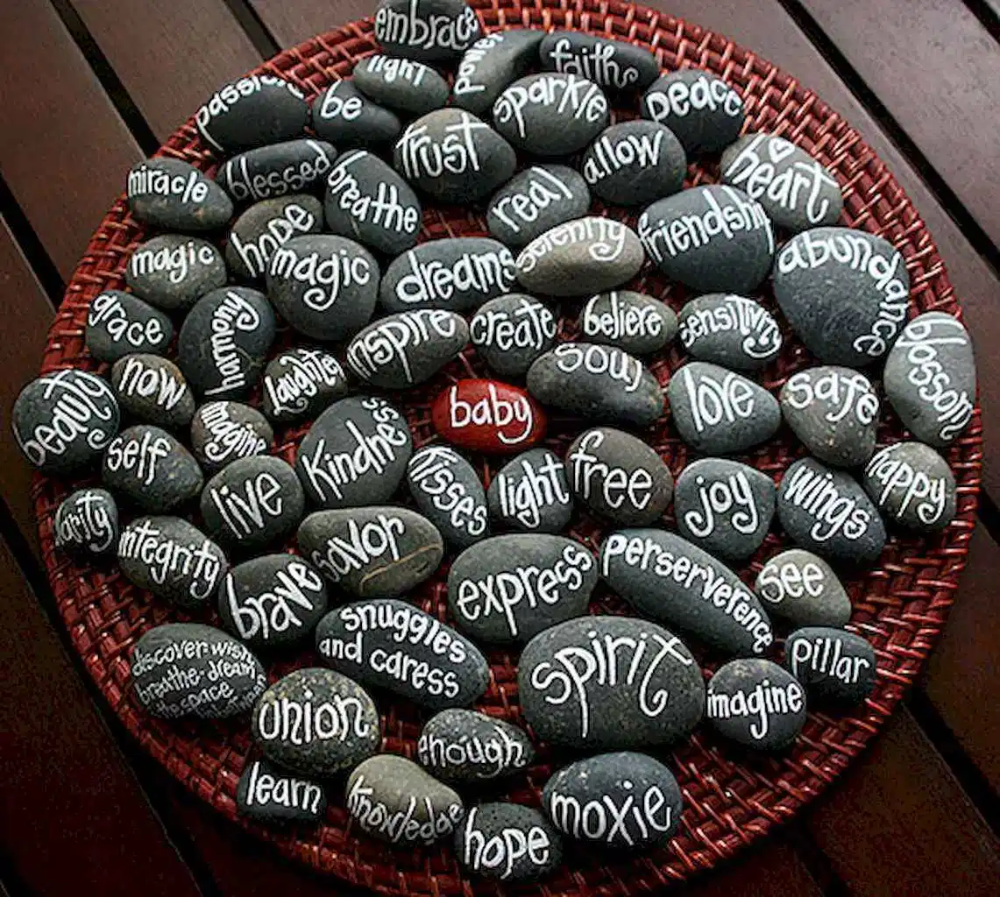 embrace
power
faith
light
passion
be
sparkle
peace
trust
allow
miracle
blessed
breathe
real
heart
hope
friendship
magic
magic
dreams
serenity
abundance
grace
harmony
inspire
create
believe
sensitivity
blossom
now
laughter
soul
beauty
imagine
Kindness
baby
love
safe
self
live
kisses
light
free
joy
wings
happy
clarity
integrity
brave
savor
express
perserverence
see
discover wish
breathe-dream
the space
snuggles
and caress
spirit
pillar
union
enough
imagine
learn
knowledge
hope
moxie